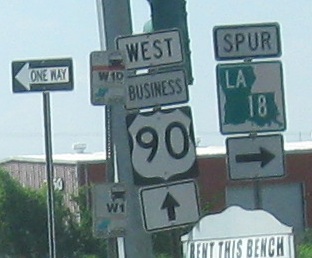 ONE WAY
W10
WEST
BUSINESS
90
W1
SPUR
LA
18
RENT THIS BENCH